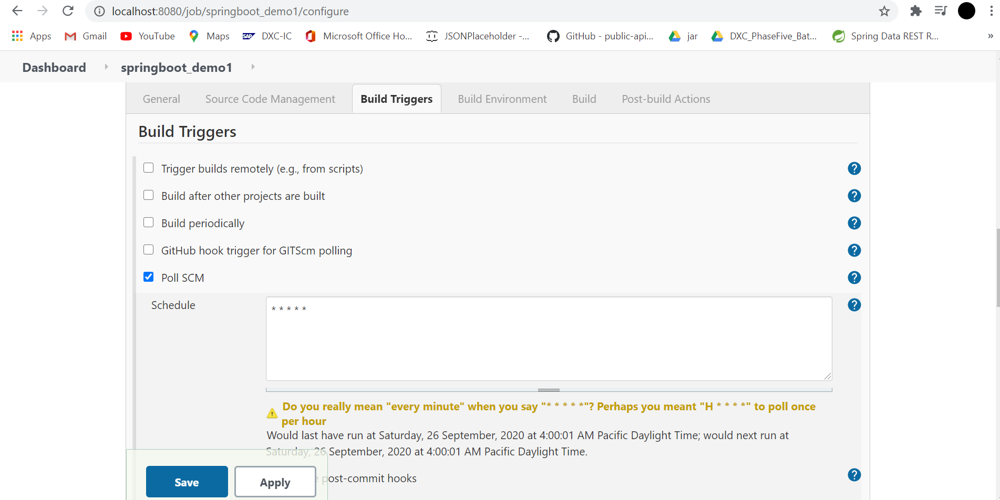 localhost:8080/job/springboot_demo1/configure
Apps Gmail YouTube Maps SAP DXC-IC Microsoft Office Ho... JSONPlaceholder -... GitHub - public-api... jar DXC_PhaseFive_Bat... Spring Data REST R... »
Dashboard springboot_demo1
General Source Code Management Build Triggers Build Environment Build Post-build Actions
Build Triggers
Trigger builds remotely (e.g., from scripts) ?
Build after other projects are built ?
Build periodically ?
GitHub hook trigger for GITScm polling ?
Poll SCM ?
Schedule * * * * * ?
Do you really mean "every minute" when you say "* * * * *"? Perhaps you meant "H * * * *" to poll once
per hour
Would last have run at Saturday, 26 September, 2020 at 4:00:01 AM Pacific Daylight Time; would next run at
Saturday, 26 September, 2020 at 4:00:01 AM Pacific Daylight Time.
post-commit hooks ?
Save Apply